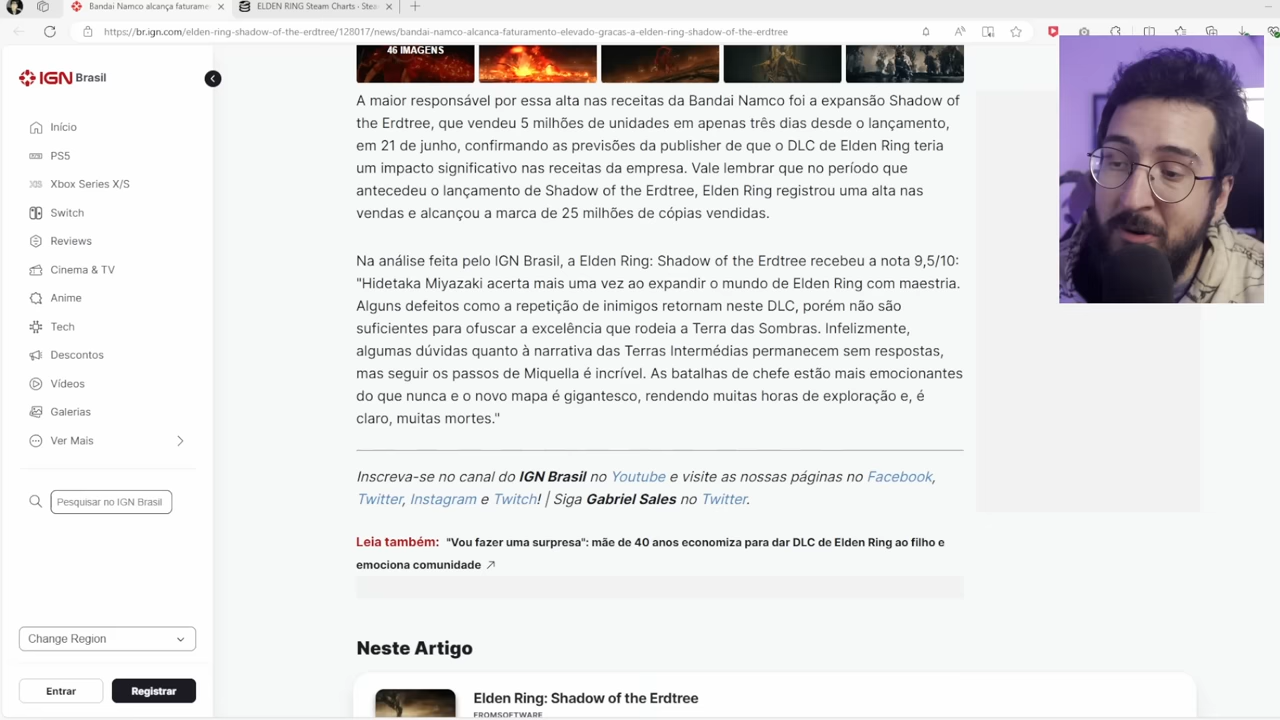 Bandai Namco alcança faturame
ELDEN RING Steam Charts · Stea
https://br.ign.com/elden-ring-shadow-of-the-erdtree/128017/news/bandai-namco-alcanca-faturamento-elevado-gracas-a-elden-ring-shadow-of-the-erdtree
IGN Brasil
Início
PS5
Xbox Series X/S
Switch
Reviews
Cinema & TV
Anime
Tech
Descontos
Vídeos
Galerias
Ver Mais
Pesquisar no IGN Brasil
Change Region
Entrar
Registrar
46 IMAGENS
A maior responsável por essa alta nas receitas da Bandai Namco foi a expansão Shadow of
the Erdtree, que vendeu 5 milhões de unidades em apenas três dias desde o lançamento,
em 21 de junho, confirmando as previsões da publisher de que o DLC de Elden Ring teria
um impacto significativo nas receitas da empresa. Vale lembrar que no período que
antecedeu o lançamento de Shadow of the Erdtree, Elden Ring registrou uma alta nas
vendas e alcançou a marca de 25 milhões de cópias vendidas.
Na análise feita pelo IGN Brasil, a Elden Ring: Shadow of the Erdtree recebeu a nota 9,5/10:
"Hidetaka Miyazaki acerta mais uma vez ao expandir o mundo de Elden Ring com maestria.
Alguns defeitos como a repetição de inimigos retornam neste DLC, porém não são
suficientes para ofuscar a excelência que rodeia a Terra das Sombras. Infelizmente,
algumas dúvidas quanto à narrativa das Terras Intermédias permanecem sem respostas,
mas seguir os passos de Miquella é incrível. As batalhas de chefe estão mais emocionantes
do que nunca e o novo mapa é gigantesco, rendendo muitas horas de exploração e, é
claro, muitas mortes."
Inscreva-se no canal do IGN Brasil no Youtube e visite as nossas páginas no Facebook,
Twitter, Instagram e Twitch! | Siga Gabriel Sales no Twitter.
Leia também: "Vou fazer uma surpresa": mãe de 40 anos economiza para dar DLC de Elden Ring ao filho e
emociona comunidade
Neste Artigo
Elden Ring: Shadow of the Erdtree
FROMSOFTWARE